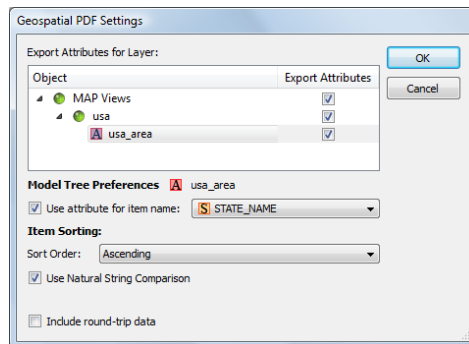 Geospatial PDF Settings
Export Attributes for Layer:
OK
Object Export Attributes
Cancel
MAP Views
usa
A usa_area
Model Tree Preferences A usa_area
Use attribute for item name: S STATE_NAME
Item Sorting:
Sort Order: Ascending
Use Natural String Comparison
Include round-trip data